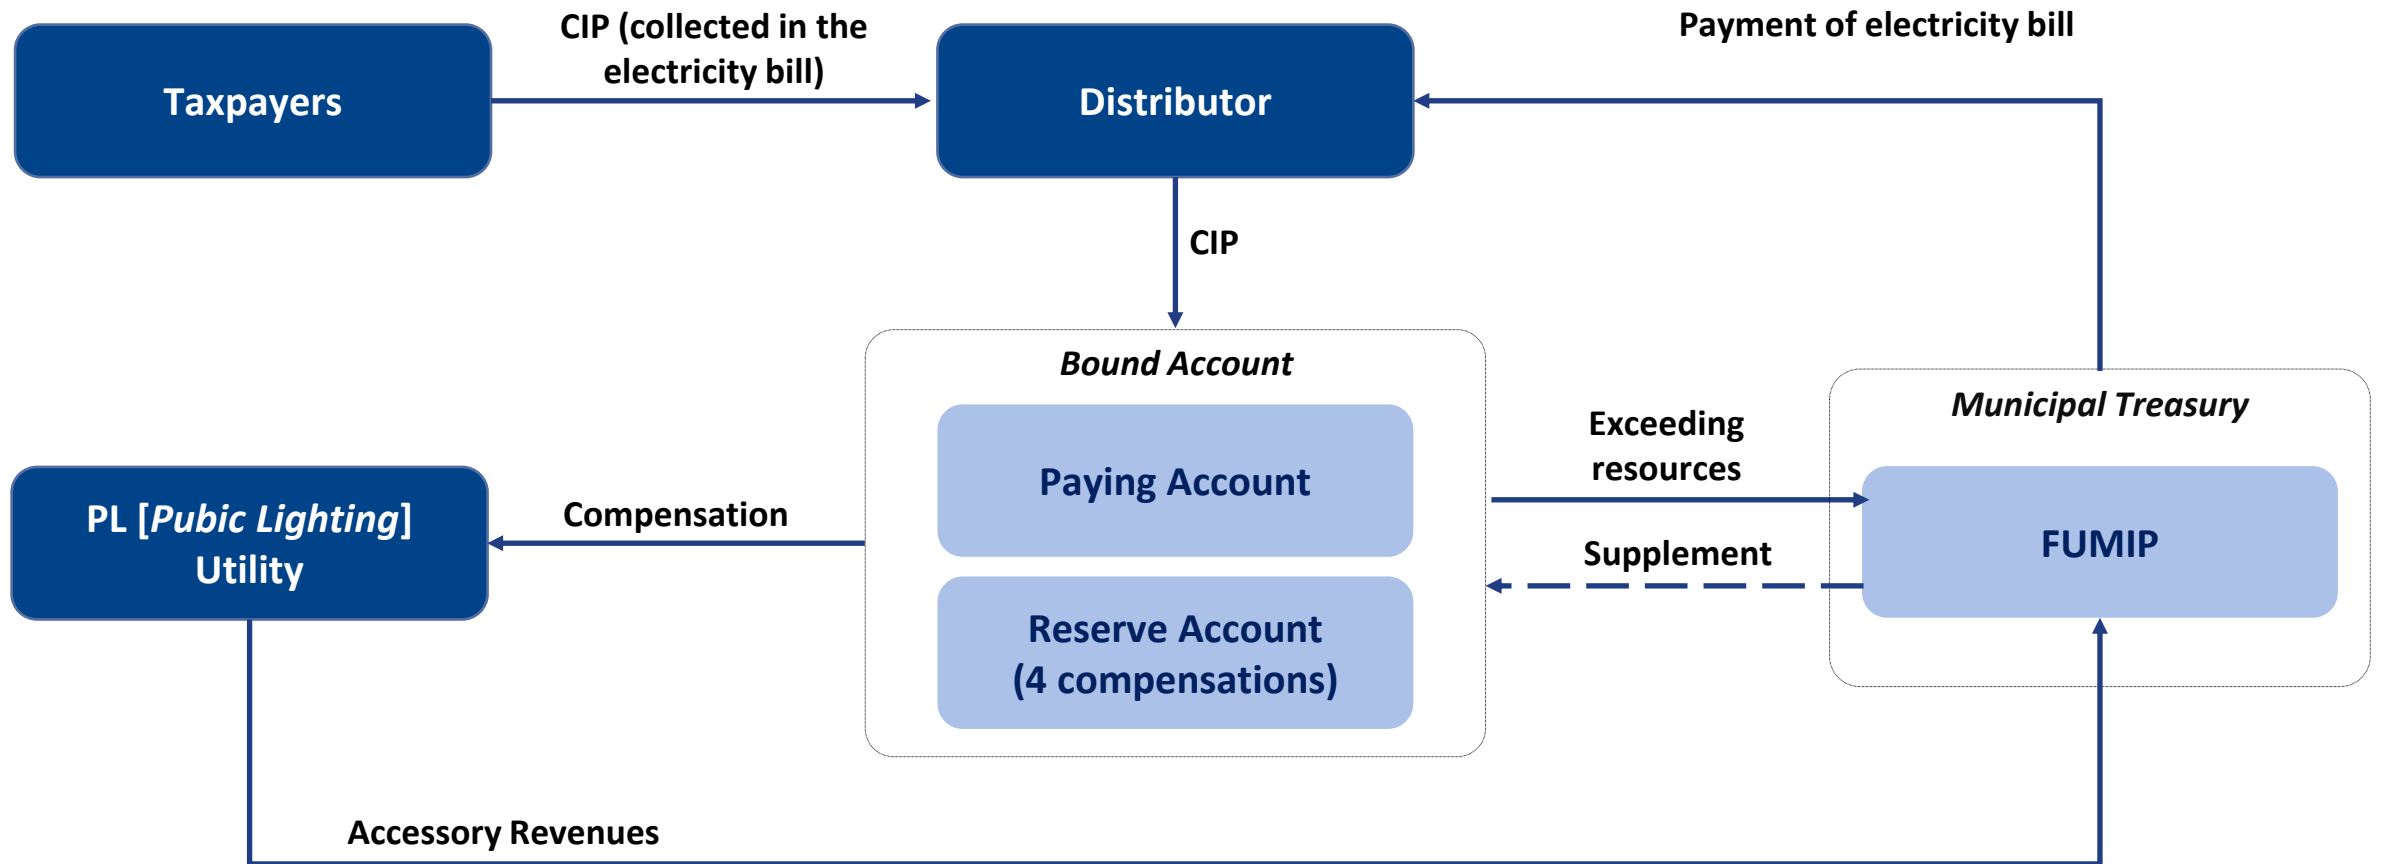 CIP (collected in the
electricity bill)
Payment of electricity bill
Taxpayers
Distributor
CIP
Bound Account
Municipal Treasury
Paying Account
Exceeding
resources
PL [Pubic Lighting]
Utility
Compensation
Supplement
FUMIP
Reserve Account
(4 compensations)
Accessory Revenues